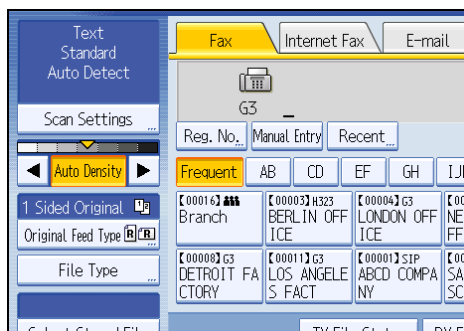 Text
Standard
Auto Detect
Scan Settings
Auto Density
1 Sided Original
Original Feed Type
File Type
Fax
Internet Fax
E-mail
G3 _
Reg. No.
Manual Entry
Recent
Frequent
AB
CD
EF
GH
【00016】
Branch
【00003】H323
BERLIN OFF
ICE
【00004】G3
LONDON OFF
ICE
【00008】G3
DETROIT FA
CTORY
【00011】G3
LOS ANGELE
S FACT
【00001】SIP
ABCD COMPA
NY